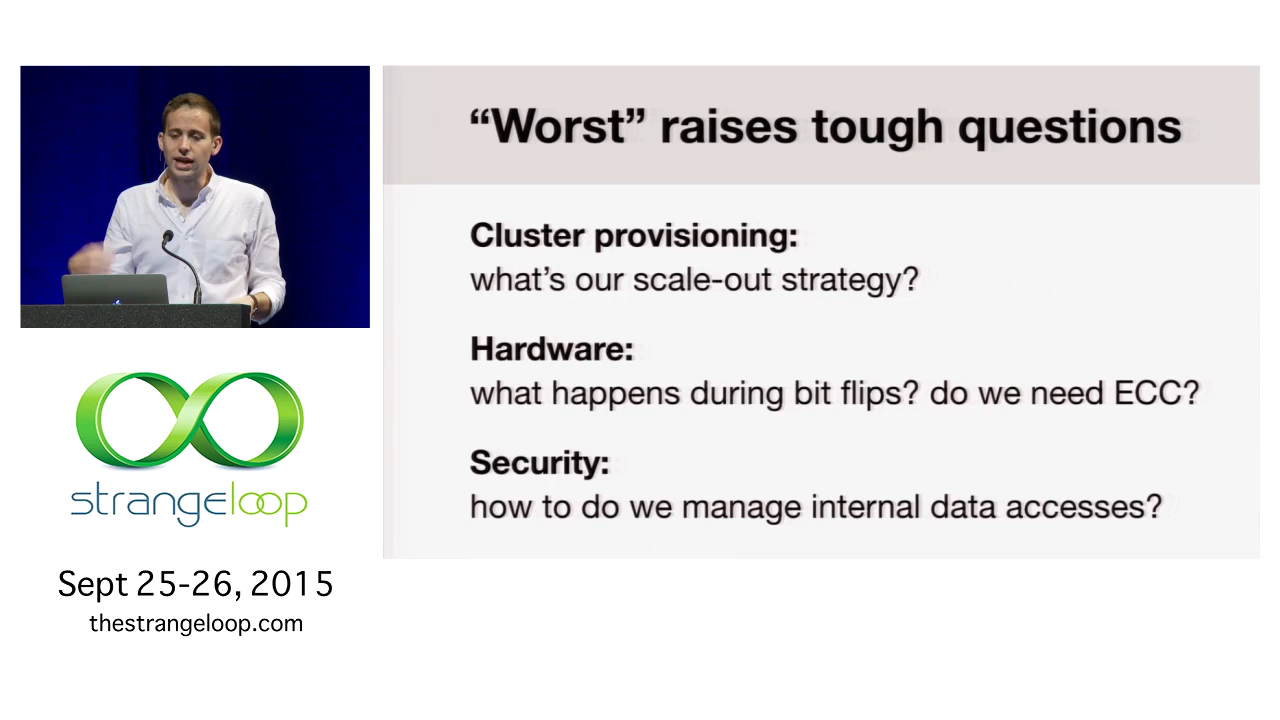 “Worst” raises tough questions
Cluster provisioning:
what’s our scale-out strategy?
Hardware:
what happens during bit flips? do we need ECC?
Security:
how to do we manage internal data accesses?
strangeloop
Sept 25-26, 2015
thestrangeloop.com